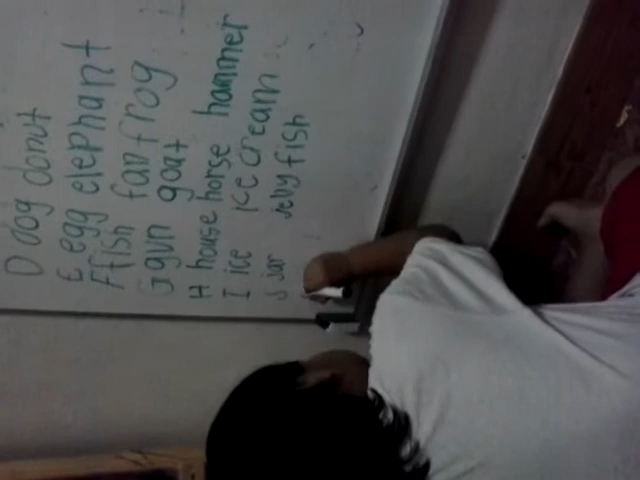 D dog donut
E egg elephant
F fish fan frog
G gun goat
H house horse hammer
I ice ice cream
J jar jelly fish